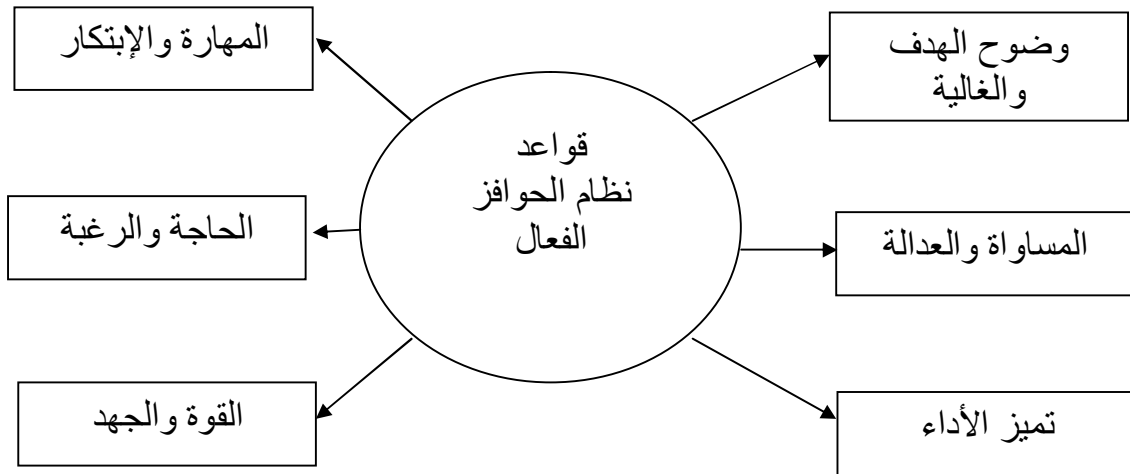 وضوح الهدف
والغالية
المهارة والإبتكار
قواعد
نظام الحوافز
الفعال
المساواة والعدالة
الحاجة والرغبة
تميز الأداء
القوة والجهد